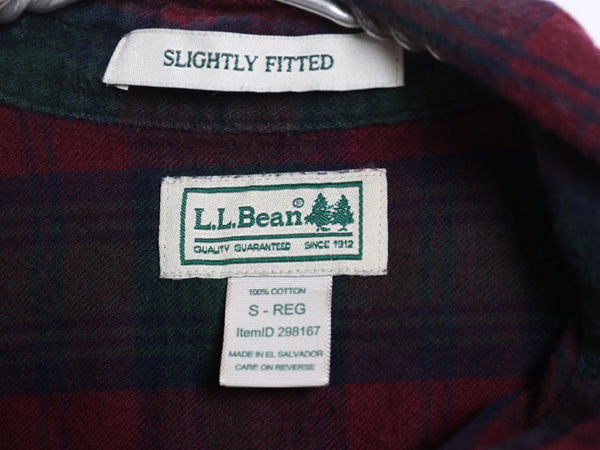 SLIGHTLY FITTED
L.L.Bean®
QUALITY GUARANTEED SINCE 1912
100% COTTON
S - REG
ItemID 298167
MADE IN EL SALVADOR
CARE ON REVERSE